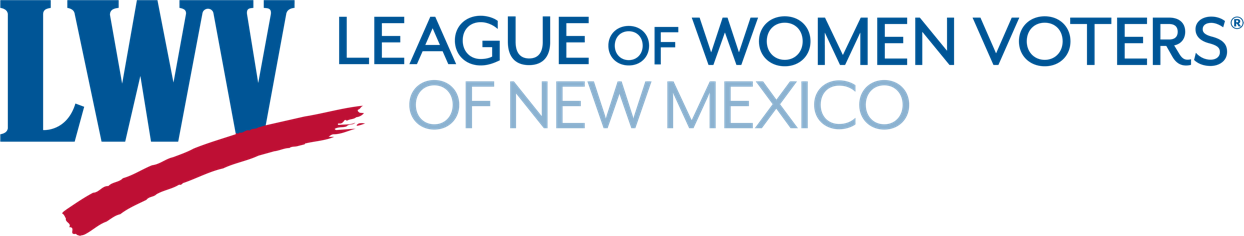 LWV
LEAGUE OF WOMEN VOTERS®
OF NEW MEXICO